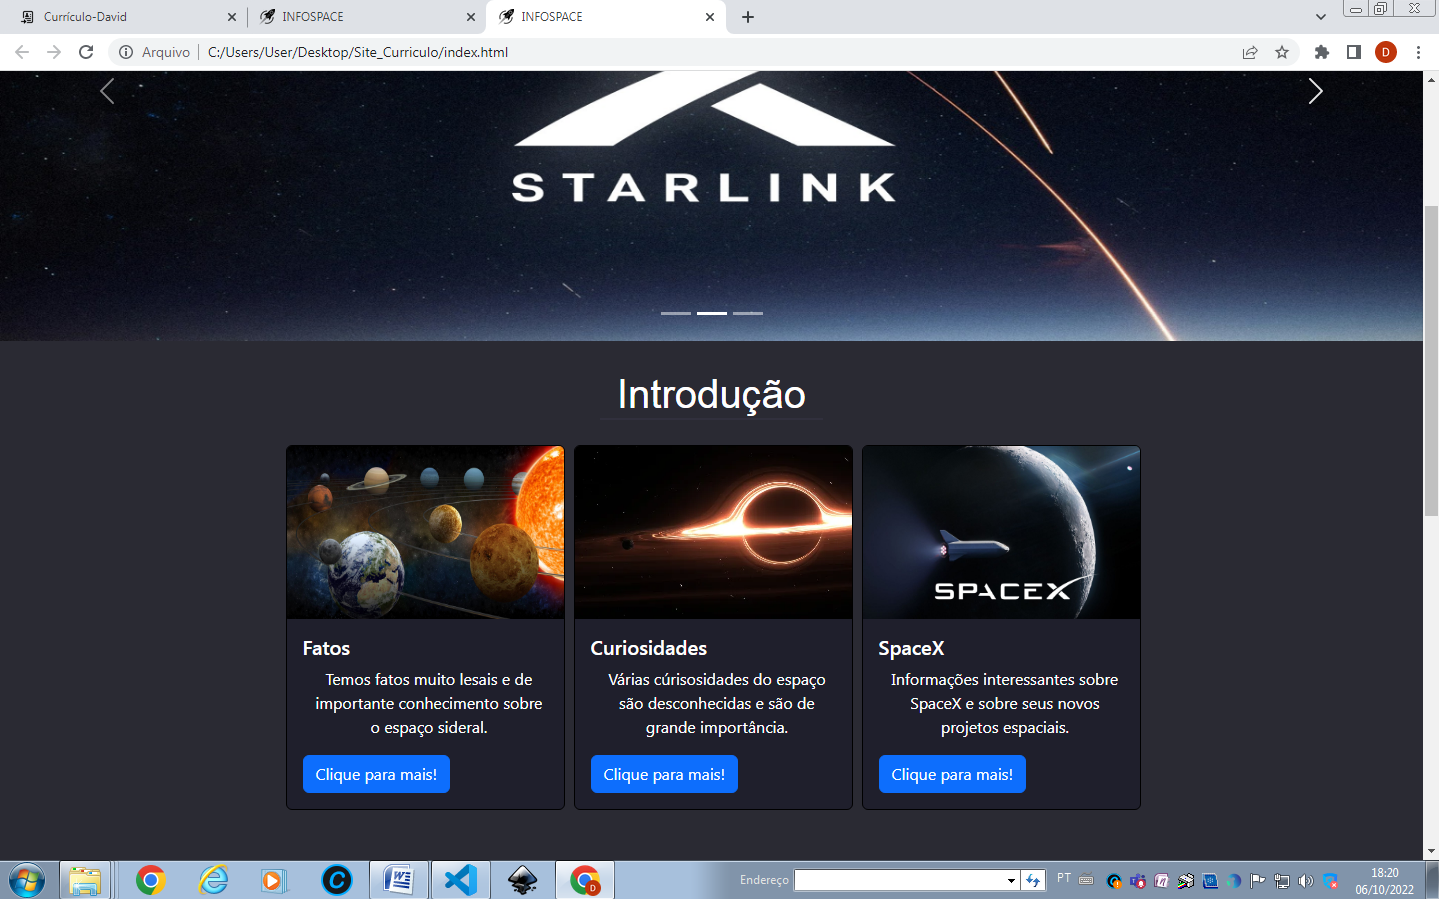 Currículo-David
INFOSPACE
INFOSPACE
Arquivo
C:/Users/User/Desktop/Site_Curriculo/index.html
D
STARLINK
Introdução
SPACEX
Fatos
Temos fatos muito lesais e de
importante conhecimento sobre
o espaço sideral.
Clique para mais!
Curiosidades
Várias cúrisosidades do espaço
são desconhecidas e são de
grande importância.
Clique para mais!
SpaceX
Informações interessantes sobre
SpaceX e sobre seus novos
projetos espaciais.
Clique para mais!
D
Endereço
PT
18:20
06/10/2022